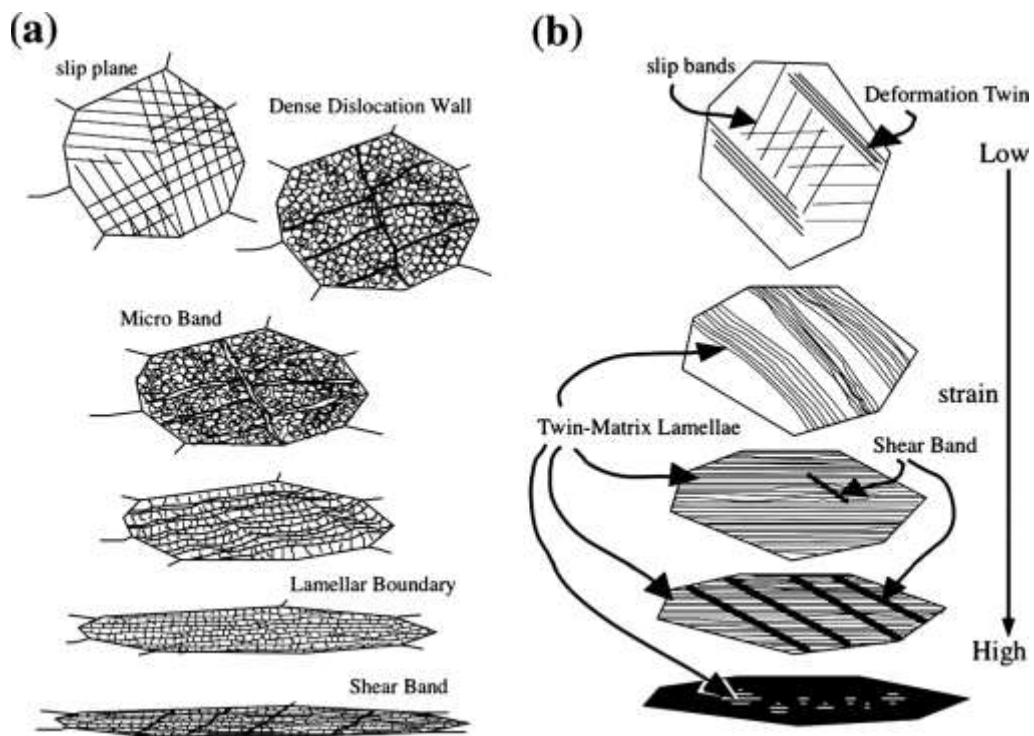 (a)
slip plane
Dense Dislocation Wall
Micro Band
Lamellar Boundary
Shear Band
(b)
slip bands
Deformation Twin
Low
strain
Twin-Matrix Lamellae
Shear Band
High